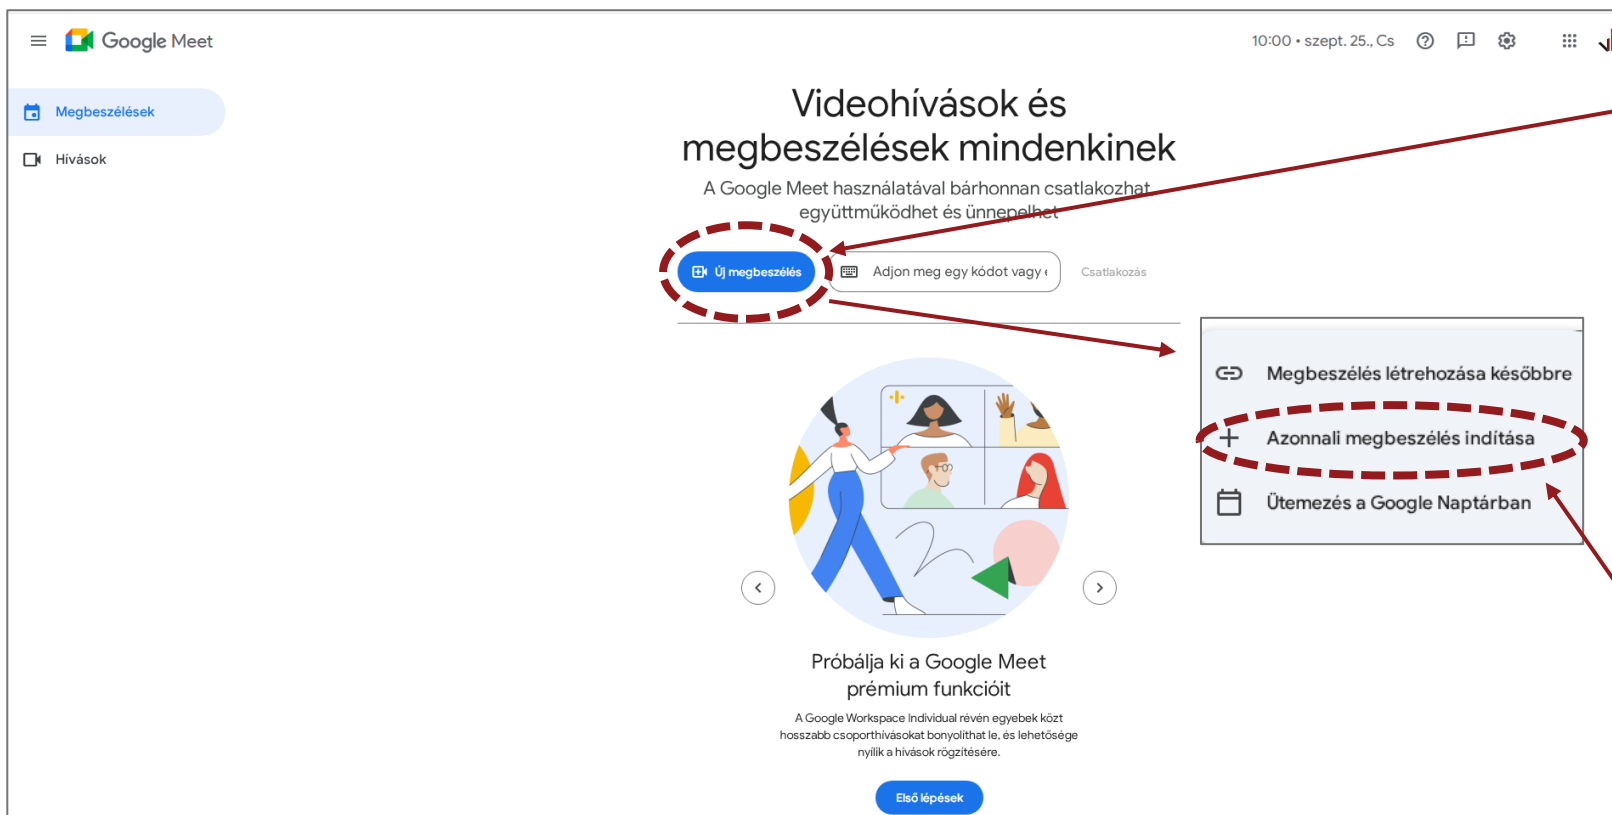 Google Meet
10:00 • szept. 25., Cs
Megbeszélések
Hívások
Videohívások és
megbeszélések mindenkinek
A Google Meet használatával bárhonnan csatlakozhat,
együttműködhet és ünnepelhet
Új megbeszélés
Adjon meg egy kódot vagy
Csatlakozás
Megbeszélés létrehozása későbbre
Azonnali megbeszélés indítása
Ütemezés a Google Naptárban
Próbálja ki a Google Meet
prémium funkcióit
A Google Workspace Individual révén egyebek közt
hosszabb csoporthívásokat bonyolíthat le, és lehetősége
nyílik a hívások rögzítésére.
Első lépések